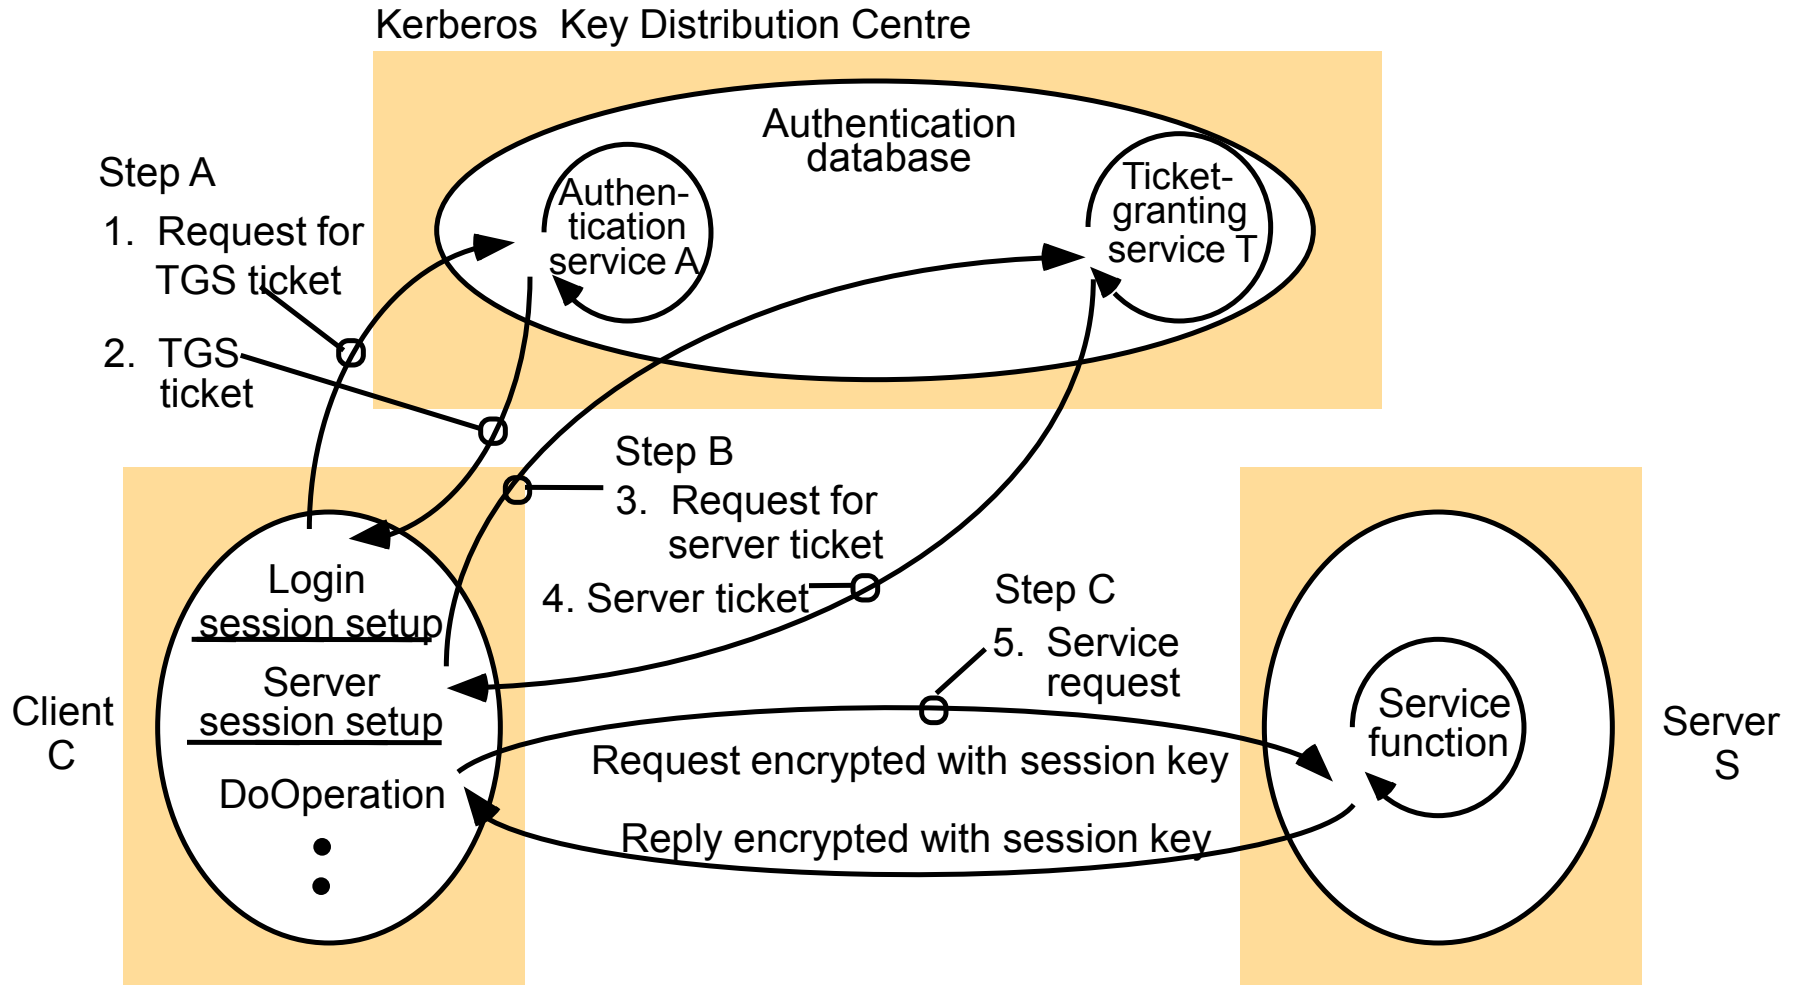 Kerberos Key Distribution Centre
Authentication
database
Authen-
tication
service A
Ticket-
granting
service T
Step A
1. Request for
TGS ticket
2. TGS
ticket
Step B
3. Request for
server ticket
4. Server ticket
Step C
5. Service
request
Login
session setup
Server
session setup
DoOperation
Client
C
Request encrypted with session key
Reply encrypted with session key
Service
function
Server
S